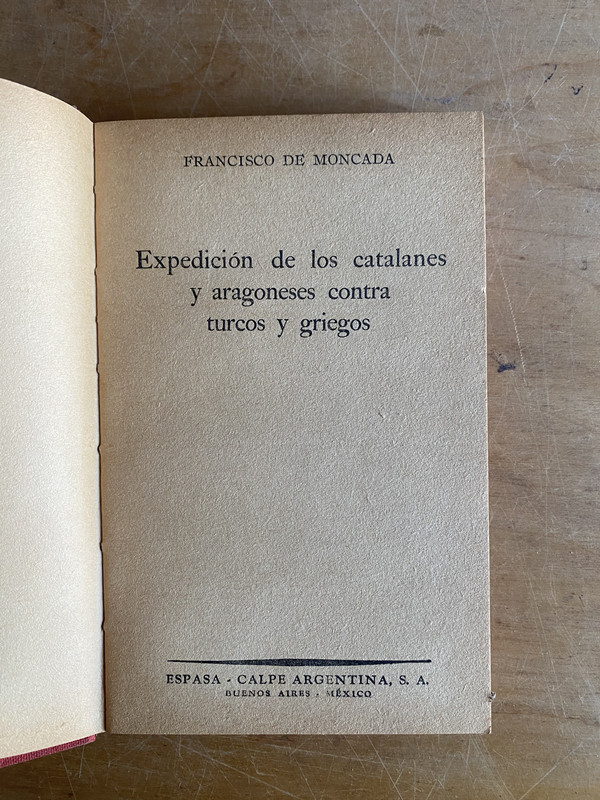 FRANCISCO DE MONCADA
Expedición de los catalanes
y aragoneses contra
turcos y griegos
ESPASA - CALPE ARGENTINA, S. A.
BUENOS AIRES - MÉXICO